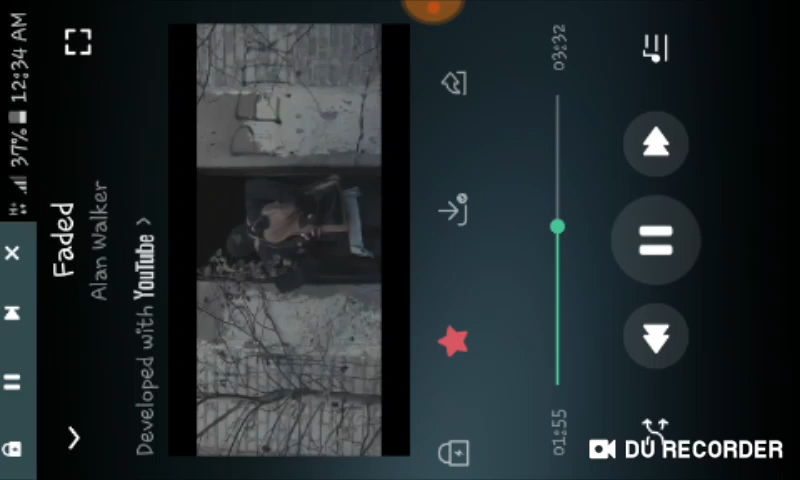 H+ 37% 12:34 AM
Faded
Alan Walker
Developed with YouTube >
01:55
03:32
DU RECORDER